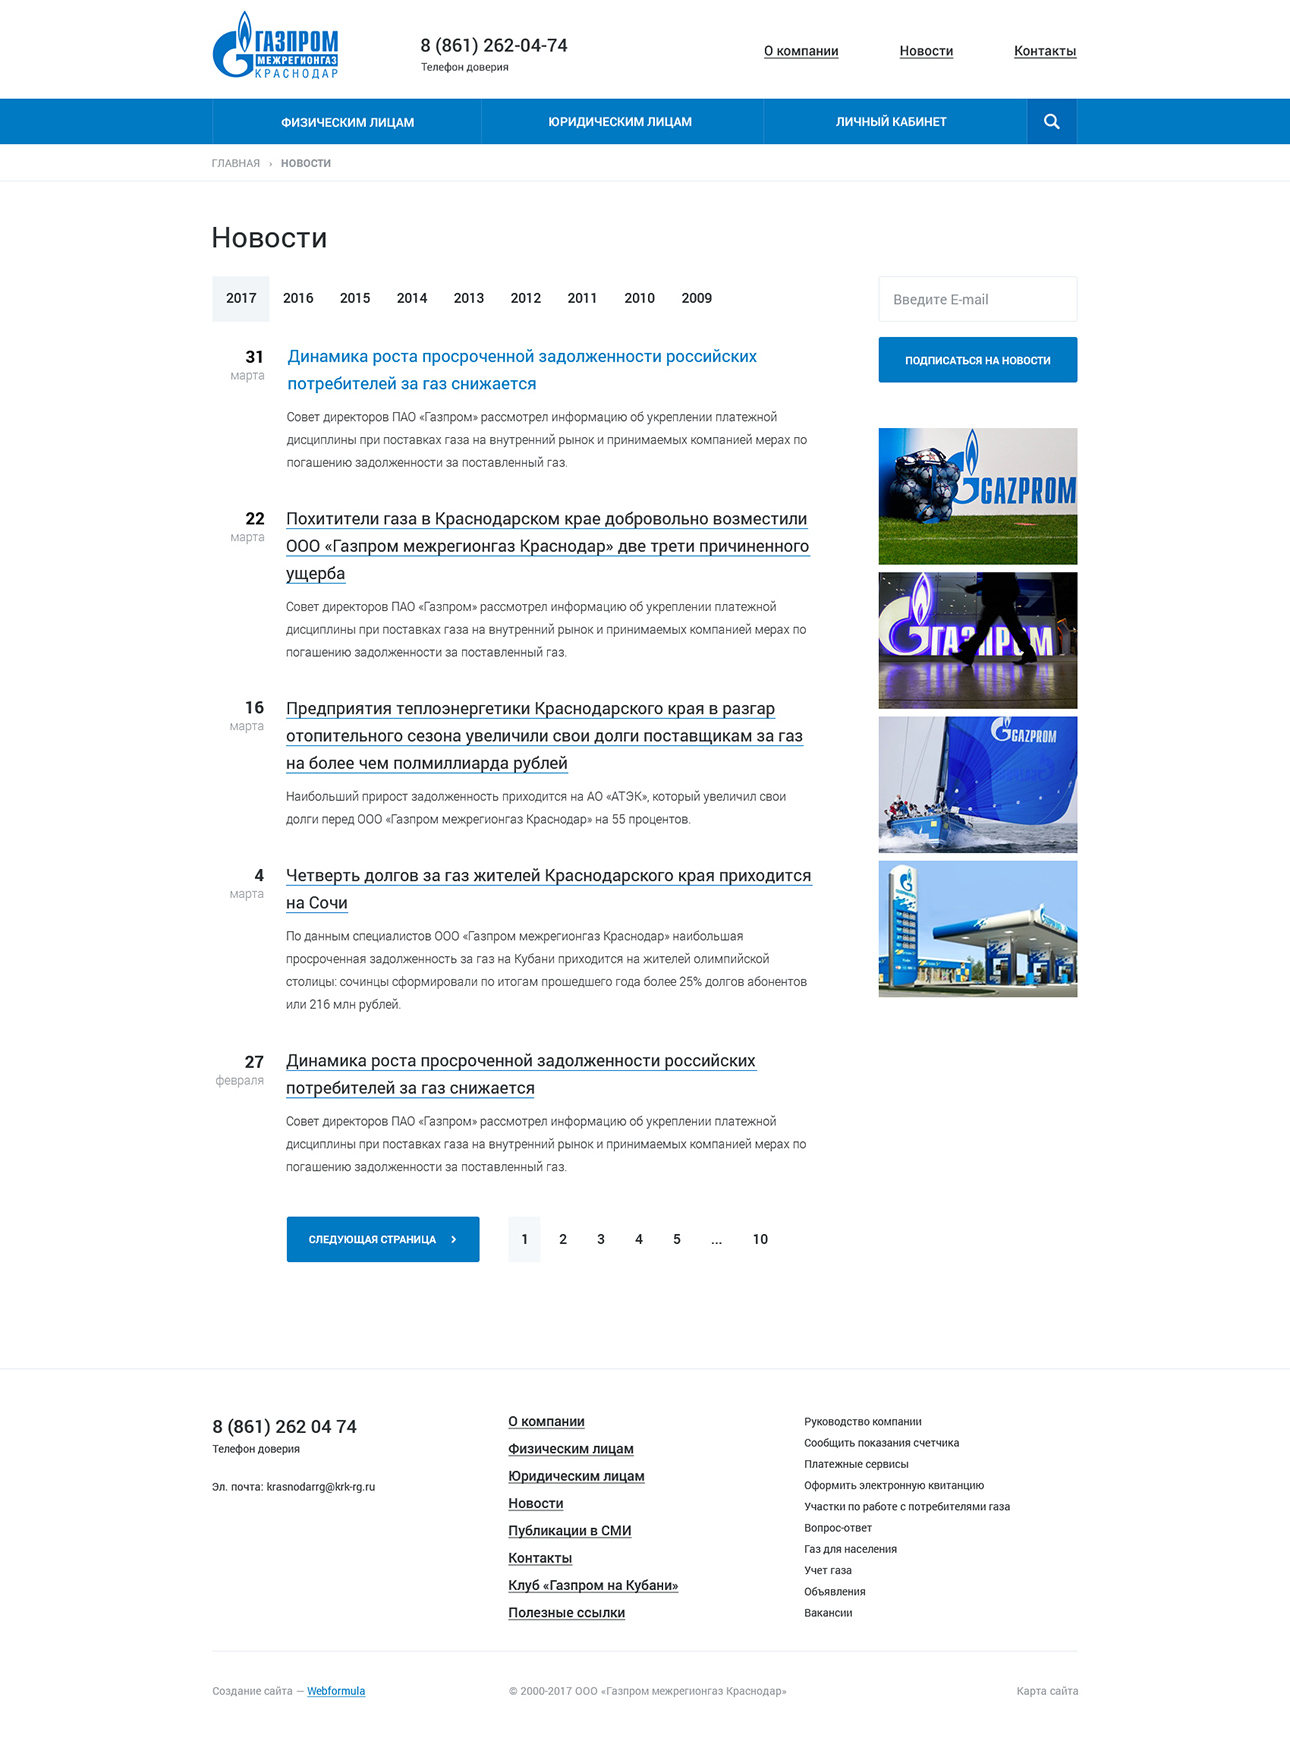 ГАЗПРОМ
МЕЖРЕГИОНГАЗ
КРАСНОДАР
8 (861) 262-04-74
Телефон доверия
О компании
Новости
Контакты
ФИЗИЧЕСКИМ ЛИЦАМ
ЮРИДИЧЕСКИМ ЛИЦАМ
ЛИЧНЫЙ КАБИНЕТ
ГЛАВНАЯ › НОВОСТИ
Новости
2017 2016 2015 2014 2013 2012 2011 2010 2009
Введите E-mail
ПОДПИСАТЬСЯ НА НОВОСТИ
31
марта
Динамика роста просроченной задолженности российских
потребителей за газ снижается
Совет директоров ПАО «Газпром» рассмотрел информацию об укреплении платежной
дисциплины при поставках газа на внутренний рынок и принимаемых компанией мерах по
погашению задолженности за поставленный газ.
22
марта
Похитители газа в Краснодарском крае добровольно возместили
ООО «Газпром межрегионгаз Краснодар» две трети причиненного
ущерба
Совет директоров ПАО «Газпром» рассмотрел информацию об укреплении платежной
дисциплины при поставках газа на внутренний рынок и принимаемых компанией мерах по
погашению задолженности за поставленный газ.
16
марта
Предприятия теплоэнергетики Краснодарского края в разгар
отопительного сезона увеличили свои долги поставщикам за газ
на более чем полмиллиарда рублей
Наибольший прирост задолженность приходится на АО «АТЭК», который увеличил свои
долги перед ООО «Газпром межрегионгаз Краснодар» на 55 процентов.
4
марта
Четверть долгов за газ жителей Краснодарского края приходится
на Сочи
По данным специалистов ООО «Газпром межрегионгаз Краснодар» наибольшая
просроченная задолженность за газ на Кубани приходится на жителей олимпийской
столицы: сочинцы сформировали по итогам прошедшего года более 25% долгов абонентов
или 216 млн рублей.
27
февраля
Динамика роста просроченной задолженности российских
потребителей за газ снижается
Совет директоров ПАО «Газпром» рассмотрел информацию об укреплении платежной
дисциплины при поставках газа на внутренний рынок и принимаемых компанией мерах по
погашению задолженности за поставленный газ.
GAZPROM
ГАЗПРОМ
GAZPROM
СЛЕДУЮЩАЯ СТРАНИЦА ›
1 2 3 4 5 ... 10
8 (861) 262 04 74
Телефон доверия
Эл. почта: krasnodarrg@krk-rg.ru
О компании
Физическим лицам
Юридическим лицам
Новости
Публикации в СМИ
Контакты
Клуб «Газпром на Кубани»
Полезные ссылки
Руководство компании
Сообщить показания счетчика
Платежные сервисы
Оформить электронную квитанцию
Участки по работе с потребителями газа
Вопрос-ответ
Газ для населения
Учет газа
Объявления
Вакансии
Создание сайта — Webformula
© 2000-2017 ООО «Газпром межрегионгаз Краснодар»
Карта сайта